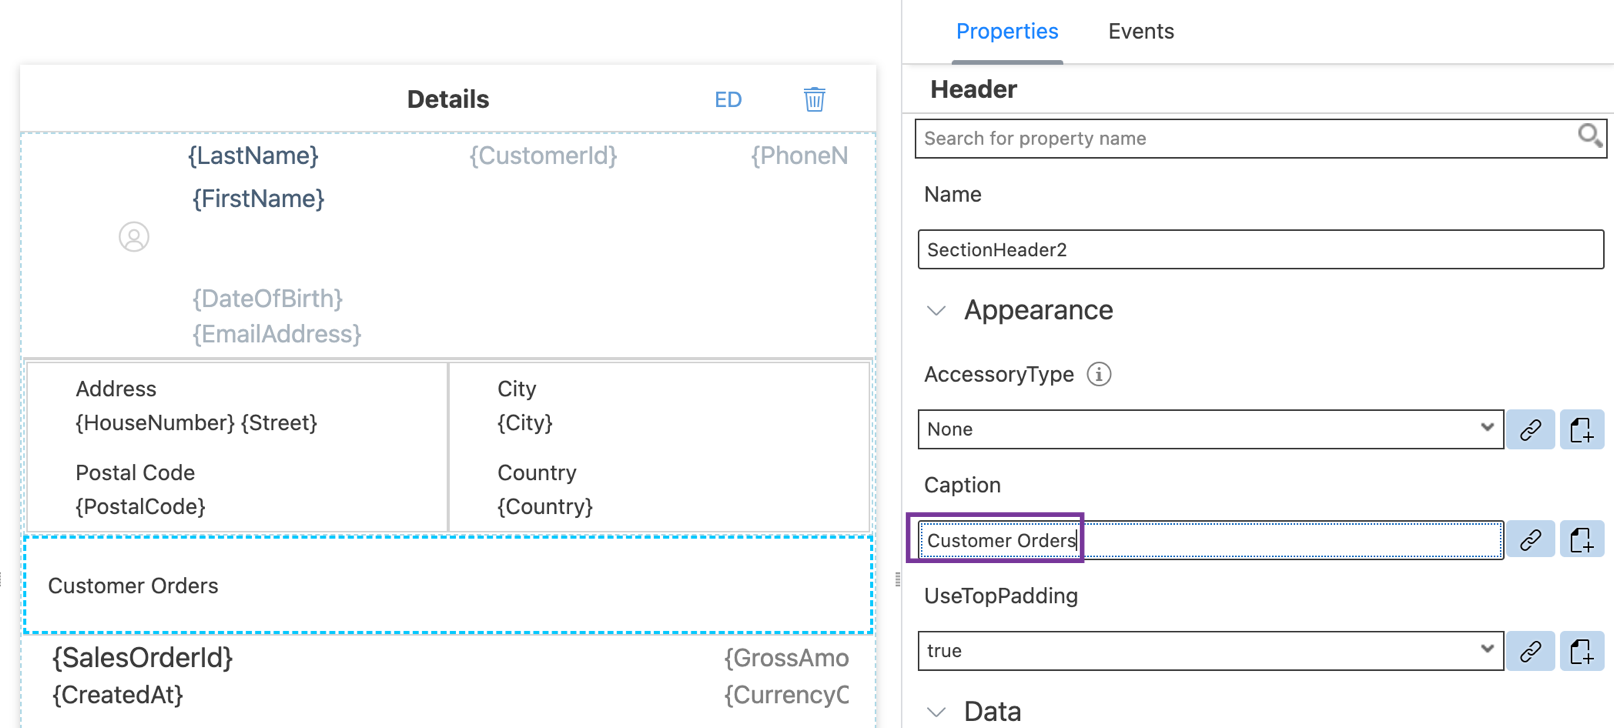 Properties Events
Details ED
Header
Search for property name
{LastName} {CustomerId} {PhoneN
{FirstName}
Name
SectionHeader2
{DateOfBirth}
{EmailAddress}
Appearance
AccessoryType
None
Address City
{HouseNumber} {Street} {City}
Postal Code Country
{PostalCode} {Country}
Caption
Customer Orders
Customer Orders
UseTopPadding
true
{SalesOrderId} {GrossAmo
{CreatedAt} {CurrencyC
Data